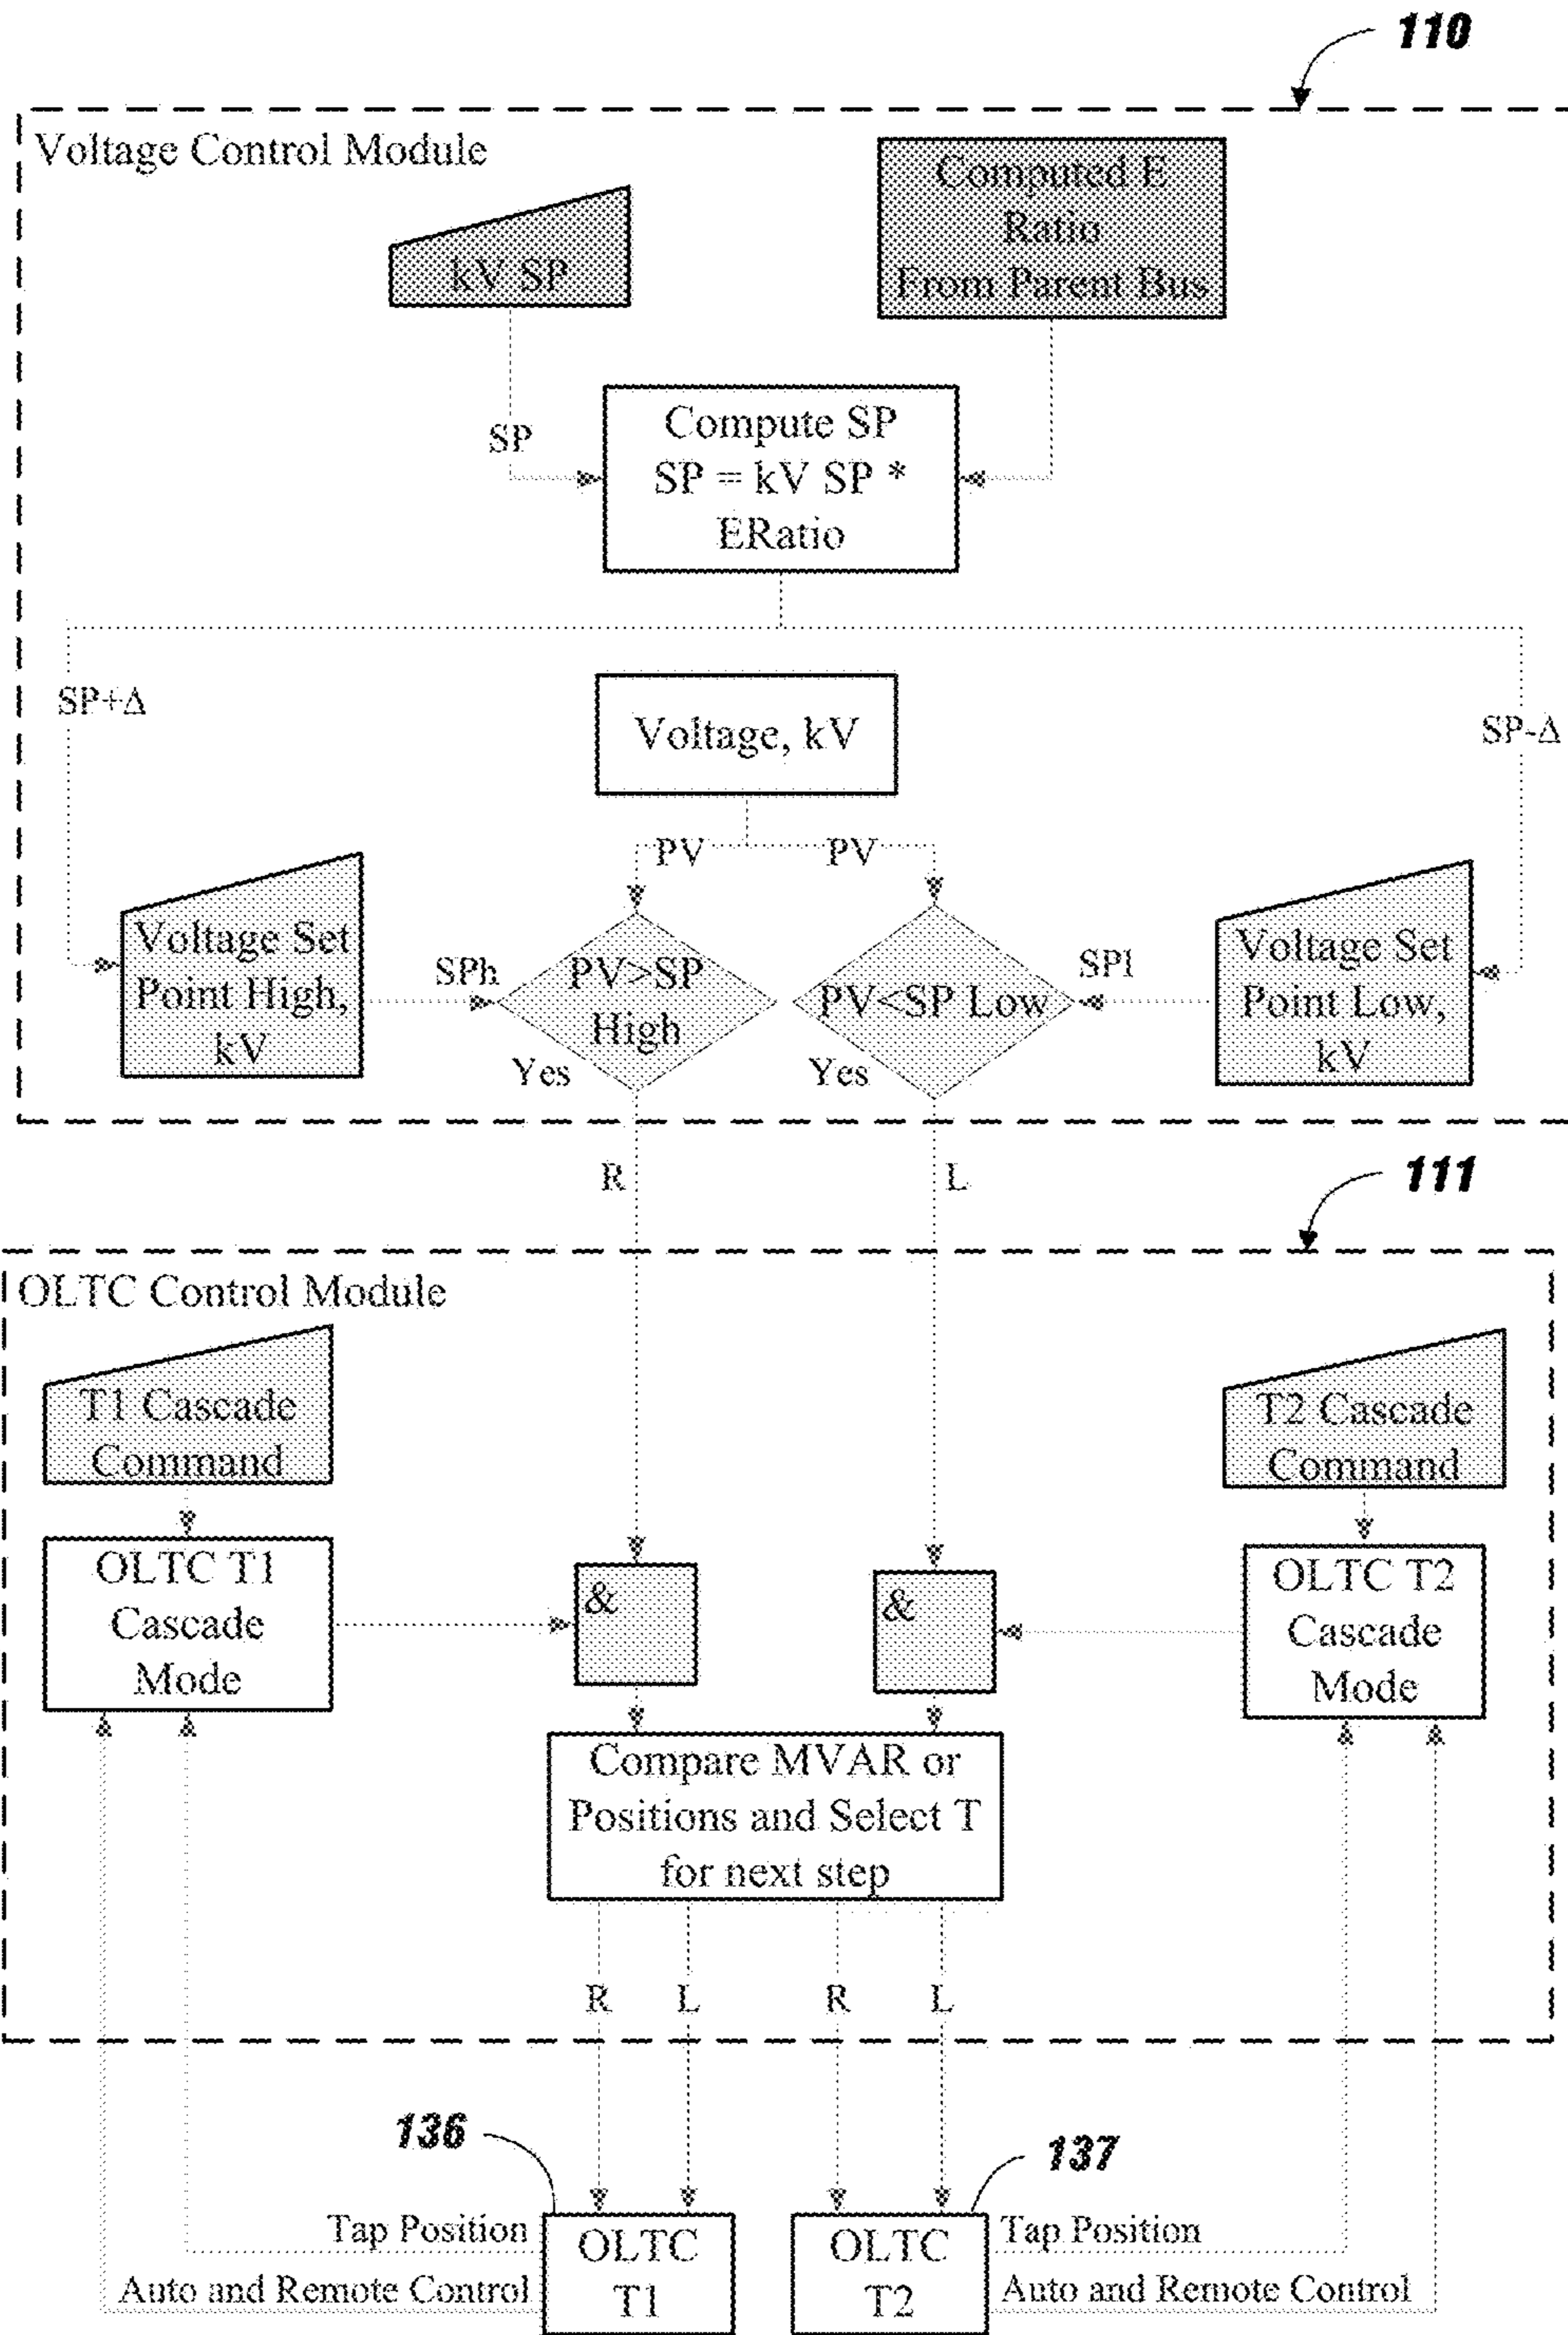 110
Voltage Control Module
Computed E
Ratio
From Parent Bus
kV SP
SP
Compute SP
SP = kV SP *
ERatio
SP+Δ
SP-Δ
Voltage, kV
PV
PV
Voltage Set
Point High,
kV
SPh
PV>SP
High
Yes
PV<SP Low
Yes
SPl
Voltage Set
Point Low,
kV
R
L
111
OLTC Control Module
T1 Cascade
Command
T2 Cascade
Command
OLTC T1
Cascade
Mode
&
&
OLTC T2
Cascade
Mode
Compare MVAR or
Positions and Select T
for next step
R
L
R
L
136
137
Tap Position
Auto and Remote Control
OLTC
T1
OLTC
T2
Tap Position
Auto and Remote Control